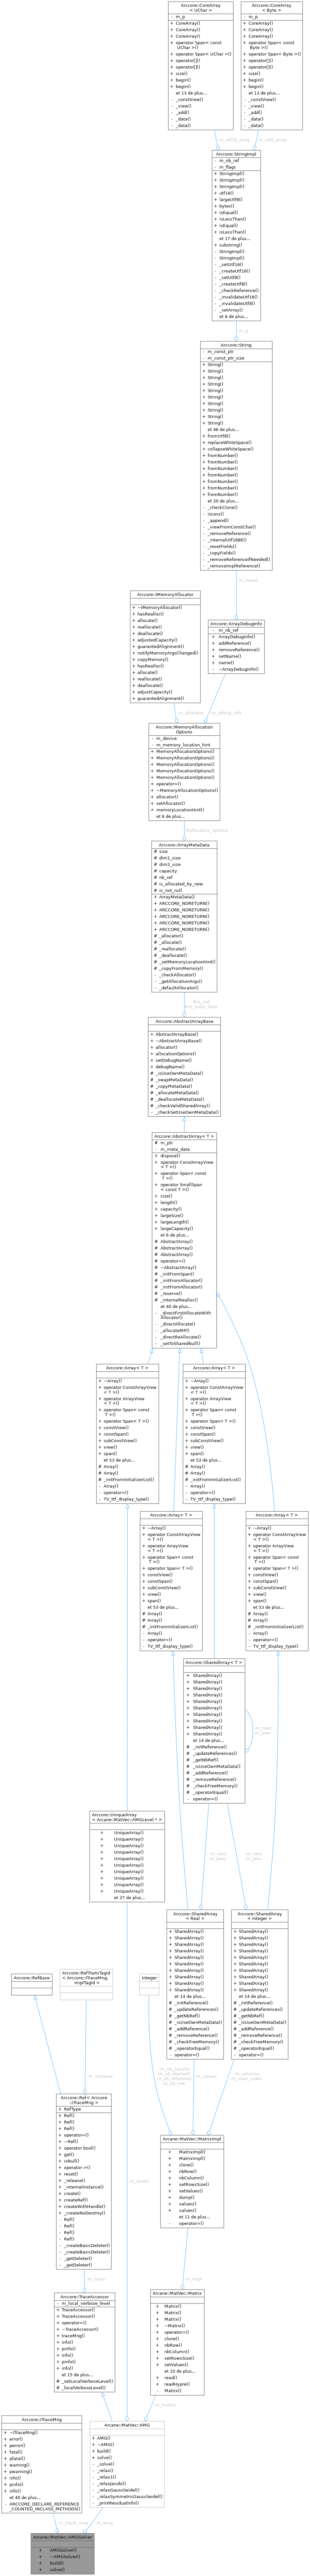 Arccore::CoreArray
< UChar >
- m_p
+ CoreArray()
+ CoreArray()
+ CoreArray()
+ operator Span< const
UChar >()
+ operator Span< UChar >()
+ operator[]()
+ operator[]()
+ size()
+ begin()
+ begin()
et 13 de plus...
- _constView()
- _view()
- _add()
- _data()
- _data()
Arccore::CoreArray
< Byte >
- m_p
+ CoreArray()
+ CoreArray()
+ CoreArray()
+ operator Span< const
Byte >()
+ operator Span< Byte >()
+ operator[]()
+ operator[]()
+ size()
+ begin()
+ begin()
et 13 de plus...
- _constView()
- _view()
- _add()
- _data()
- _data()
m_utf16_array
m_utf8_array
Arccore::StringImpl
- m_nb_ref
- m_flags
+ StringImpl()
+ StringImpl()
+ StringImpl()
+ utf16()
+ largeUtf8()
+ bytes()
+ isEqual()
+ isLessThan()
+ isEqual()
+ isLessThan()
et 17 de plus...
+ substring()
- StringImpl()
- StringImpl()
- _setUtf16()
- _createUtf16()
- _setUtf8()
- _createUtf8()
- _checkReference()
- _invalidateUtf16()
- _invalidateUtf8()
- _setArray()
et 6 de plus...
m_p
Arccore::String
- m_const_ptr
- m_const_ptr_size
+ String()
+ String()
+ String()
+ String()
+ String()
+ String()
+ String()
+ String()
+ String()
+ String()
et 46 de plus...
+ fromUtf8()
+ replaceWhiteSpace()
+ collapseWhiteSpace()
+ fromNumber()
+ fromNumber()
+ fromNumber()
+ fromNumber()
+ fromNumber()
+ fromNumber()
+ fromNumber()
et 20 de plus...
- _checkClone()
- isLess()
- _append()
- _viewFromConstChar()
- _removeReference()
- _internalUtf16BE()
- _resetFields()
- _copyFields()
- _removeReferenceIfNeeded()
- _removeImplReference()
m_name
Arccore::IMemoryAllocator
+ ~IMemoryAllocator()
+ hasRealloc()
+ allocate()
+ reallocate()
+ deallocate()
+ adjustedCapacity()
+ guarantedAlignment()
+ notifyMemoryArgsChanged()
+ copyMemory()
+ hasRealloc()
+ allocate()
+ reallocate()
+ deallocate()
+ adjustCapacity()
+ guarantedAlignment()
Arccore::ArrayDebugInfo
- m_nb_ref
+ ArrayDebugInfo()
+ addReference()
+ removeReference()
+ setName()
+ name()
- ~ArrayDebugInfo()
m_allocator
m_debug_info
Arccore::MemoryAllocation
Options
- m_device
- m_memory_location_hint
+ MemoryAllocationOptions()
+ MemoryAllocationOptions()
+ MemoryAllocationOptions()
+ MemoryAllocationOptions()
+ MemoryAllocationOptions()
+ operator=()
+ ~MemoryAllocationOptions()
+ allocator()
+ setAllocator()
+ memoryLocationHint()
et 6 de plus...
#allocation_options
Arccore::ArrayMetaData
# size
# dim1_size
# dim2_size
# capacity
# nb_ref
# is_allocated_by_new
# is_not_null
+ ArrayMetaData()
+ ARCCORE_NORETURN()
+ ARCCORE_NORETURN()
+ ARCCORE_NORETURN()
+ ARCCORE_NORETURN()
+ ARCCORE_NORETURN()
# _allocator()
# _allocate()
# _reallocate()
# _deallocate()
# _setMemoryLocationHint()
# _copyFromMemory()
- _checkAllocator()
- _getAllocationArgs()
- _defaultAllocator()
#m_md
#m_meta_data
Arccore::AbstractArrayBase
+ AbstractArrayBase()
+ ~AbstractArrayBase()
+ allocator()
+ allocationOptions()
+ setDebugName()
+ debugName()
# _isUseOwnMetaData()
# _swapMetaData()
# _copyMetaData()
# _allocateMetaData()
# _deallocateMetaData()
# _checkValidSharedArray()
- _checkSetUseOwnMetaData()
Arccore::AbstractArray< T >
# m_ptr
- m_meta_data
+ dispose()
+ operator ConstArrayView
< T >()
+ operator Span< const
T >()
+ operator SmallSpan
< const T >()
+ size()
+ length()
+ capacity()
+ largeSize()
+ largeLength()
+ largeCapacity()
et 6 de plus...
# AbstractArray()
# AbstractArray()
# AbstractArray()
# operator=()
# ~AbstractArray()
# _initFromSpan()
# _initFromAllocator()
# _initFromAllocator()
# _reserve()
# _internalRealloc()
et 40 de plus...
- _directFirstAllocateWith
Allocator()
- _directAllocate()
- _allocateMP()
- _directReAllocate()
- _setToSharedNull()
Arccore::Array< T >
+ ~Array()
+ operator ConstArrayView
< T >()
+ operator ArrayView
< T >()
+ operator Span< const
T >()
+ operator Span< T >()
+ constView()
+ constSpan()
+ subConstView()
+ view()
+ span()
et 53 de plus...
# Array()
# Array()
# _initFromInitializerList()
- Array()
- operator=()
- TV_ttf_display_type()
Arccore::Array< T >
+ ~Array()
+ operator ConstArrayView
< T >()
+ operator ArrayView
< T >()
+ operator Span< const
T >()
+ operator Span< T >()
+ constView()
+ constSpan()
+ subConstView()
+ view()
+ span()
et 53 de plus...
# Array()
# Array()
# _initFromInitializerList()
- Array()
- operator=()
- TV_ttf_display_type()
Arccore::Array< T >
+ ~Array()
+ operator ConstArrayView
< T >()
+ operator ArrayView
< T >()
+ operator Span< const
T >()
+ operator Span< T >()
+ constView()
+ constSpan()
+ subConstView()
+ view()
+ span()
et 53 de plus...
# Array()
# Array()
# _initFromInitializerList()
- Array()
- operator=()
- TV_ttf_display_type()
Arccore::Array< T >
+ ~Array()
+ operator ConstArrayView
< T >()
+ operator ArrayView
< T >()
+ operator Span< const
T >()
+ operator Span< T >()
+ constView()
+ constSpan()
+ subConstView()
+ view()
+ span()
et 53 de plus...
# Array()
# Array()
# _initFromInitializerList()
- Array()
- operator=()
- TV_ttf_display_type()
Arccore::SharedArray< T >
+ SharedArray()
+ SharedArray()
+ SharedArray()
+ SharedArray()
+ SharedArray()
+ SharedArray()
+ SharedArray()
+ SharedArray()
+ SharedArray()
+ SharedArray()
et 14 de plus...
# _initReference()
# _updateReferences()
# _getNbRef()
# _isUseOwnMetaData()
# _addReference()
# _removeReference()
# _checkFreeMemory()
# _operatorEqual()
- operator=()
-m_next
-m_prev
Arccore::UniqueArray
< Arcane::MatVec::AMGLevel * >
+ UniqueArray()
+ UniqueArray()
+ UniqueArray()
+ UniqueArray()
+ UniqueArray()
+ UniqueArray()
+ UniqueArray()
+ UniqueArray()
+ UniqueArray()
+ UniqueArray()
et 27 de plus...
-m_next
-m_prev
-m_next
-m_prev
Arccore::SharedArray
< Real >
+ SharedArray()
+ SharedArray()
+ SharedArray()
+ SharedArray()
+ SharedArray()
+ SharedArray()
+ SharedArray()
+ SharedArray()
+ SharedArray()
+ SharedArray()
et 14 de plus...
# _initReference()
# _updateReferences()
# _getNbRef()
# _isUseOwnMetaData()
# _addReference()
# _removeReference()
# _checkFreeMemory()
# _operatorEqual()
- operator=()
Arccore::SharedArray
< Integer >
+ SharedArray()
+ SharedArray()
+ SharedArray()
+ SharedArray()
+ SharedArray()
+ SharedArray()
+ SharedArray()
+ SharedArray()
+ SharedArray()
+ SharedArray()
et 14 de plus...
# _initReference()
# _updateReferences()
# _getNbRef()
# _isUseOwnMetaData()
# _addReference()
# _removeReference()
# _checkFreeMemory()
# _operatorEqual()
- operator=()
Arccore::RefBase
Arccore::RefTraitsTagId
< Arccore::ITraceMng,
ImplTagId >
Integer
-m_instance
-m_nb_column
-m_nb_element
-m_nb_reference
-m_nb_row
-m_values
-m_columns
-m_rows_index
Arccore::Ref< Arccore
::ITraceMng >
+ RefType
+ Ref()
+ Ref()
+ Ref()
+ operator=()
+ ~Ref()
+ operator bool()
+ get()
+ isNull()
+ operator->()
+ reset()
+ _release()
+ _internalInstance()
+ create()
+ createRef()
+ createWithHandle()
+ _createNoDestroy()
- Ref()
- Ref()
- Ref()
- Ref()
- _createBasicDeleter()
- _createBasicDeleter()
- _getDeleter()
- _getDeleter()
Arcane::MatVec::MatrixImpl
+ MatrixImpl()
+ MatrixImpl()
+ clone()
+ nbRow()
+ nbColumn()
+ setRowsSize()
+ setValues()
+ dump()
+ values()
+ values()
et 11 de plus...
- operator=()
-m_levels
-m_trace
-m_impl
Arccore::TraceAccessor
- m_local_verbose_level
+ TraceAccessor()
+ TraceAccessor()
+ operator=()
+ ~TraceAccessor()
+ traceMng()
+ info()
+ pinfo()
+ info()
+ pinfo()
+ info()
et 15 de plus...
# _setLocalVerboseLevel()
# _localVerboseLevel()
Arcane::MatVec::Matrix
+ Matrix()
+ Matrix()
+ Matrix()
+ ~Matrix()
+ operator=()
+ clone()
+ nbRow()
+ nbColumn()
+ setRowsSize()
+ setValues()
et 10 de plus...
+ read()
+ readHypre()
- Matrix()
-m_matrix
Arccore::ITraceMng
+ ~ITraceMng()
+ error()
+ perror()
+ fatal()
+ pfatal()
+ warning()
+ pwarning()
+ info()
+ pinfo()
+ info()
et 40 de plus...
- ARCCORE_DECLARE_REFERENCE
_COUNTED_INCLASS_METHODS()
Arcane::MatVec::AMG
+ AMG()
+ ~AMG()
+ build()
+ solve()
- _solve()
- _relax()
- _relax1()
- _relaxJacobi()
- _relaxGaussSeidel()
- _relaxSymmetricGaussSeidel()
- _printResidualInfo()
-m_trace_mng
-m_amg
Arcane::MatVec::AMGSolver
+ AMGSolver()
+ ~AMGSolver()
+ build()
+ solve()